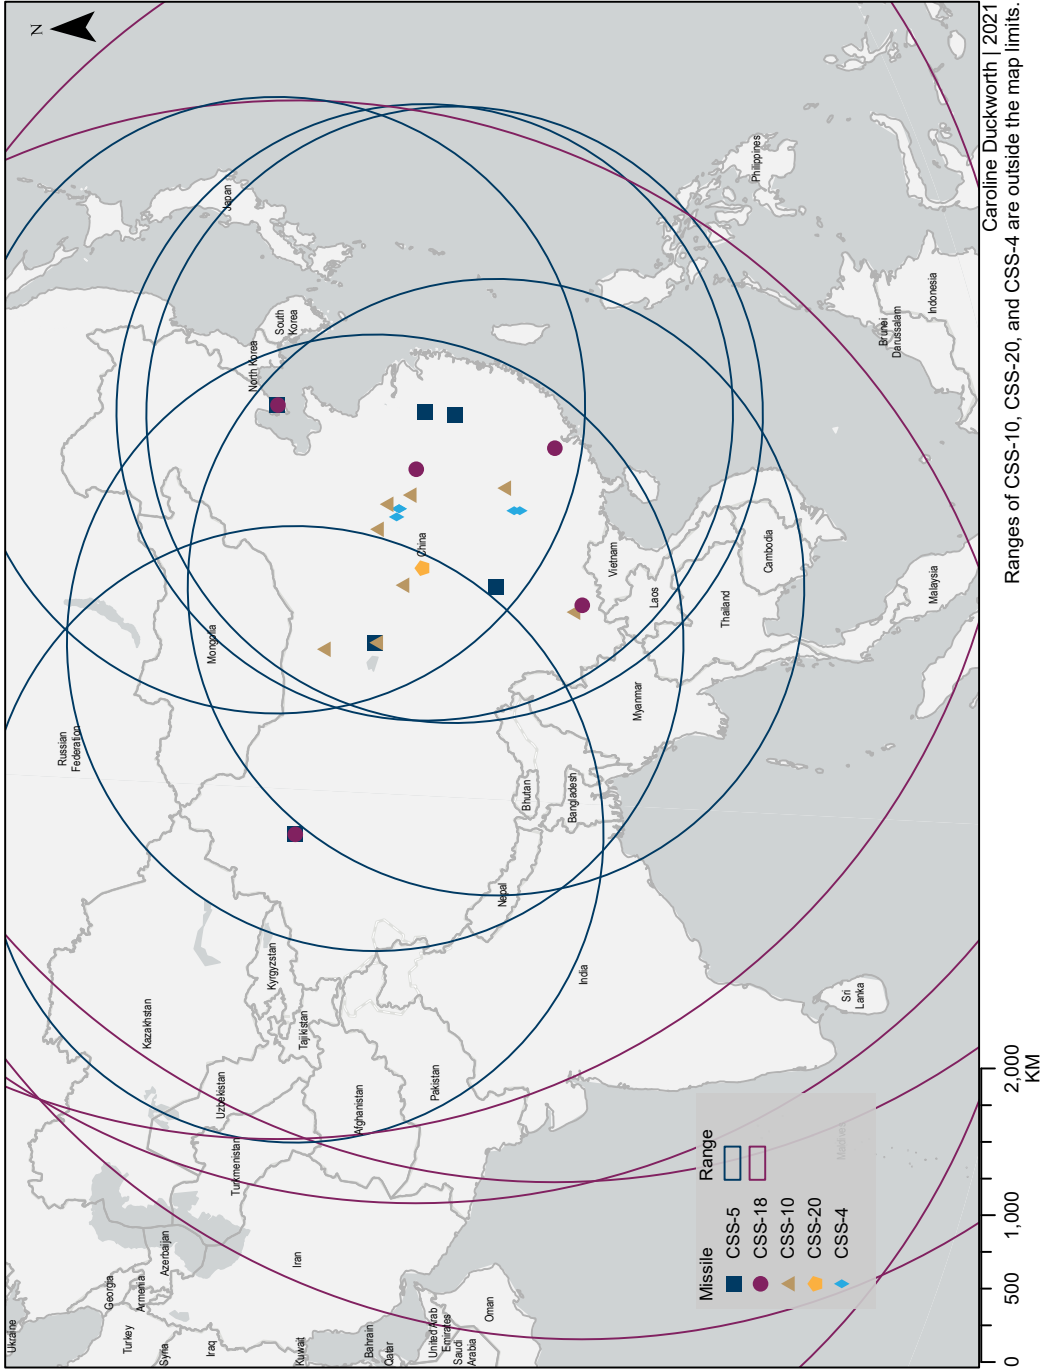 N
Ukraine
Georgia
Armenia
Azerbaijan
Turkey
Syria
Iraq
Iran
Kuwait
Bahrain
Qatar
United Arab
Emirates
Saudi
Arabia
Oman
Russian
Federation
Kazakhstan
Uzbekistan
Turkmenistan
Kyrgyzstan
Tajikistan
Afghanistan
Pakistan
India
Nepal
Bhutan
Bangladesh
Sri
Lanka
Maldives
Mongolia
China
North Korea
South
Korea
Japan
Myanmar
Laos
Vietnam
Thailand
Cambodia
Malaysia
Philippines
Brunei
Darussalam
Indonesia
Missile
Range
CSS-5
CSS-18
CSS-10
CSS-20
CSS-4
0
500
1,000
2,000
KM
Caroline Duckworth | 2021
Ranges of CSS-10, CSS-20, and CSS-4 are outside the map limits.